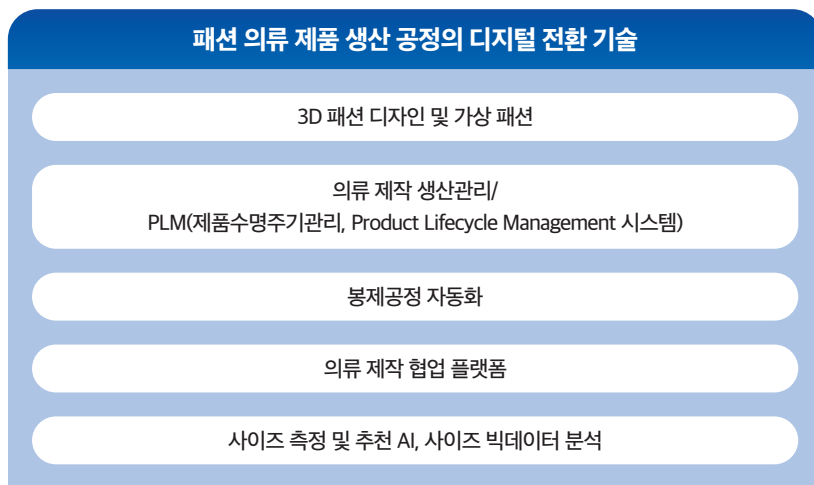 패션 의류 제품 생산 공정의 디지털 전환 기술
3D 패션 디자인 및 가상 패션
의류 제작 생산관리/
PLM(제품수명주기관리, Product Lifecycle Management 시스템)
봉제공정 자동화
의류 제작 협업 플랫폼
사이즈 측정 및 추천 AI, 사이즈 빅데이터 분석